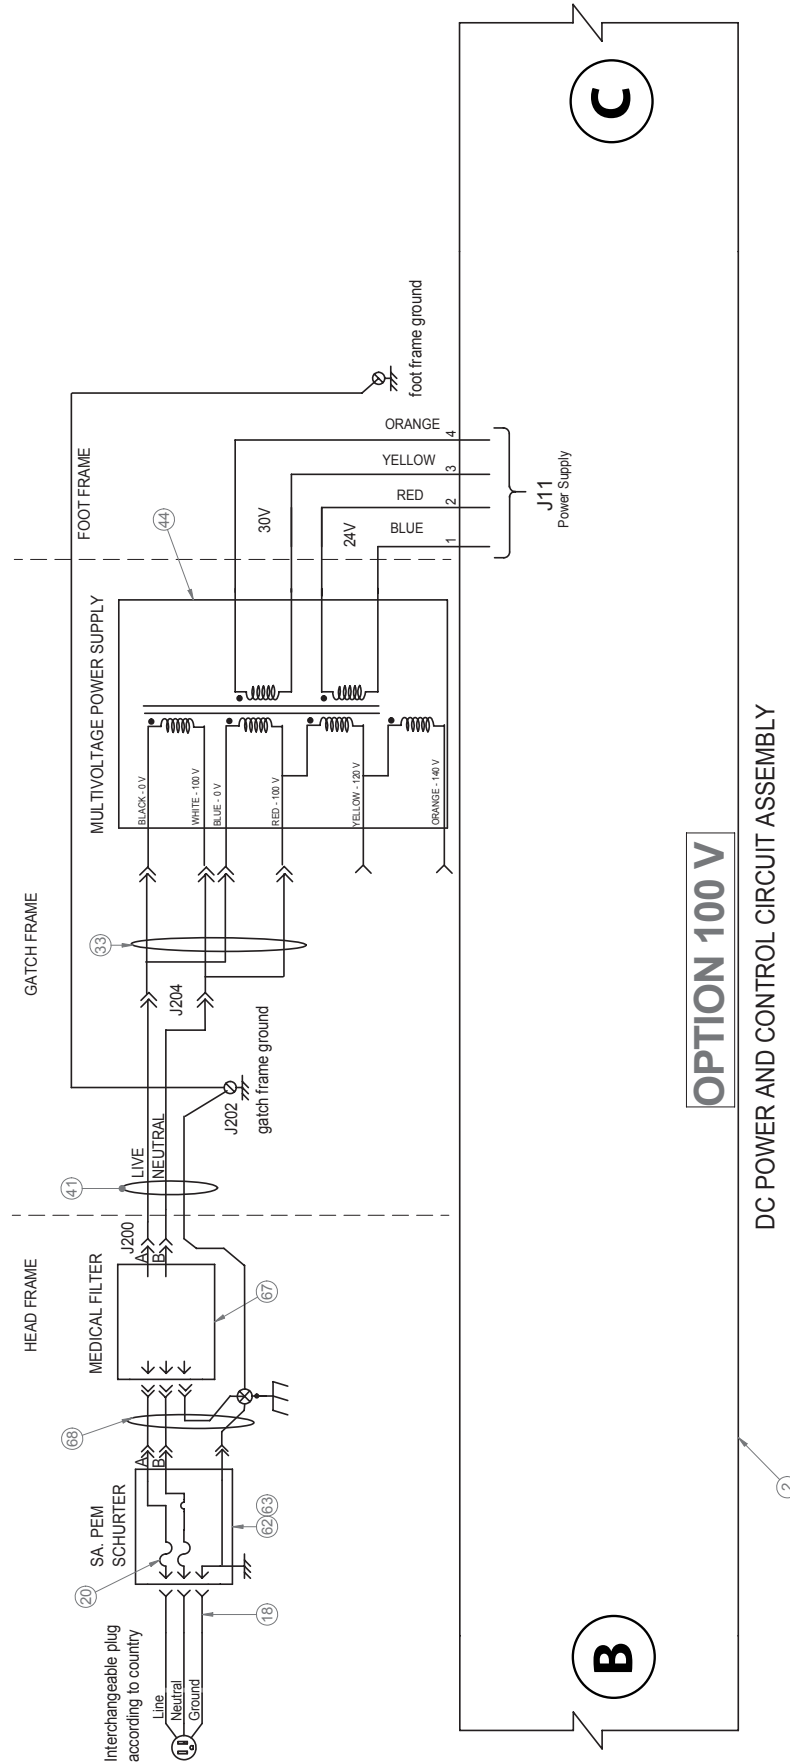 HEAD FRAME
GATCH FRAME
FOOT FRAME
Intercheable plug
according to country
Line
Neutral
Ground
18
20
SA. PEM
SCHURTER
62
63
A
B
68
MEDICAL FILTER
67
A
B
J200
41
LIVE
NEUTRAL
J202
gatch frame ground
J204
33
MULTIVOLTAGE POWER SUPPLY
BLACK - 0 V
WHITE - 100 V
BLUE - 0 V
RED - 100 V
YELLOW - 120 V
ORANGE - 140 V
44
30V
24V
ORANGE
YELLOW
RED
BLUE
4
3
2
1
J11
Power Supply
foot frame ground
B
C
OPTION 100 V
DC POWER AND CONTROL CIRCUIT ASSEMBLY
2